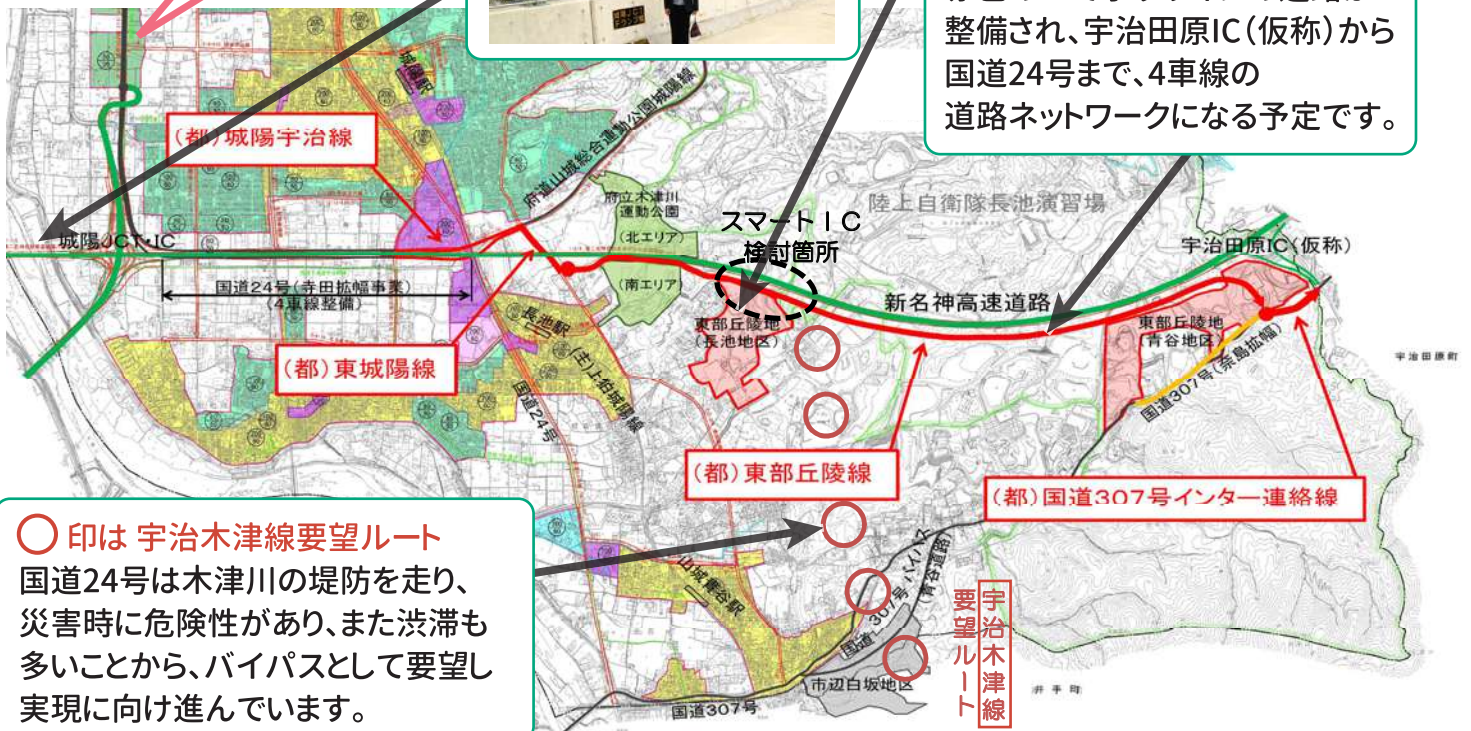 整備され、宇治田原IC（仮称）から
国道24号まで、4車線の
道路ネットワークになる予定です。
城陽駅
（都）城陽宇治線
府道山城総合運動公園城陽線
府立木津川
運動公園
（北エリア）
（南エリア）
スマートＩＣ
検討箇所
陸上自衛隊長池演習場
宇治田原IC（仮称）
城陽JCT・IC
国道24号（寺田拡幅事業）
（4車線整備）
新名神高速道路
東部丘陵地
（長池地区）
東部丘陵地
（青谷地区）
長池駅
（主）上狛城陽線
（都）東城陽線
国道24号
国道307号（奈島拡幅）
宇治田原町
（都）東部丘陵線
（都）国道307号インター連絡線
○印は 宇治木津線要望ルート
国道24号は木津川の堤防を走り、
災害時に危険性があり、また渋滞も
多いことから、バイパスとして要望し
実現に向け進んでいます。
山城青谷駅
国道307号バイパス
（青谷道路）
宇治木津線
要望ルート
市辺白坂地区
国道307号
井手町